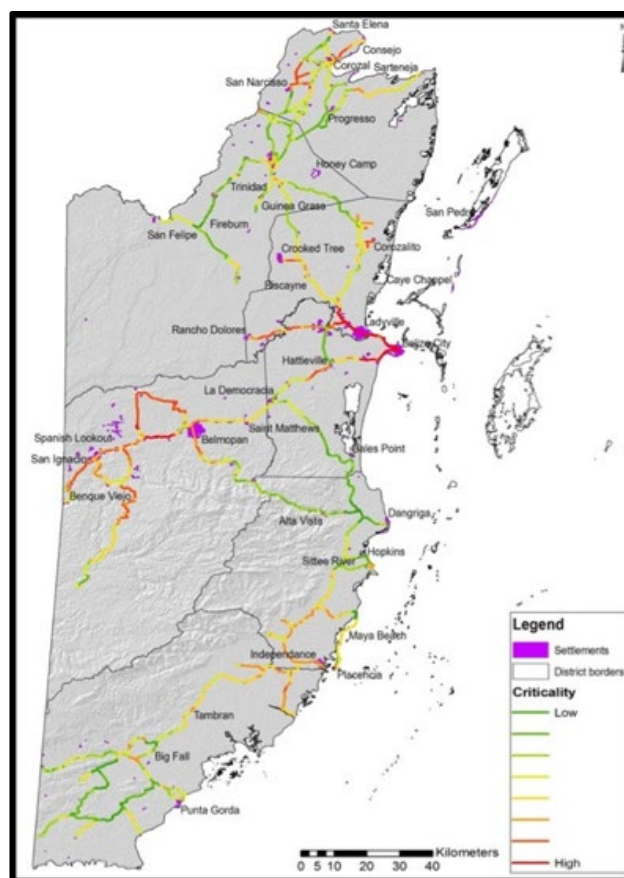 Santa Elena
Consejo
Corozal
Sarteneja
San Narcisso
Progresso
Honey Camp
Trinidad
Guinea Grass
San Pedro
Fireburn
San Felipe
Crooked Tree
Corozalito
Biscayne
Caye Chappel
Rancho Dolores
Ladyville
Belize City
Hattieville
La Democracia
Spanish Lookout
Saint Matthews
Belmopan
San Ignacio
Gales Point
Benque Viejo
Alta Vista
Dangriga
Hopkins
Sittee River
Maya Beach
Independance
Placencia
Tambran
Big Fall
Punta Gorda
Legend
Settlements
District borders
Criticality
Low
High
Kilometers
0 5 10 20 30 40